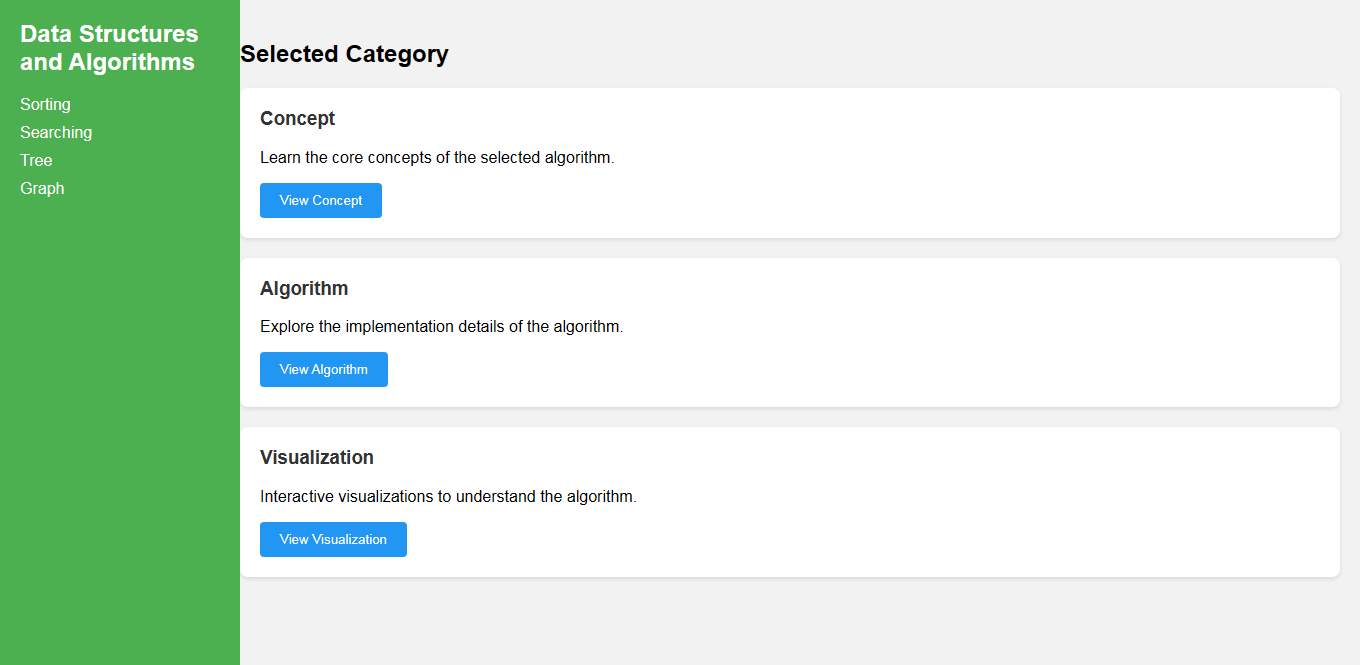 Data Structures
and Algorithms
Sorting
Searching
Tree
Graph
Selected Category
Concept
Learn the core concepts of the selected algorithm.
View Concept
Algorithm
Explore the implementation details of the algorithm.
View Algorithm
Visualization
Interactive visualizations to understand the algorithm.
View Visualization